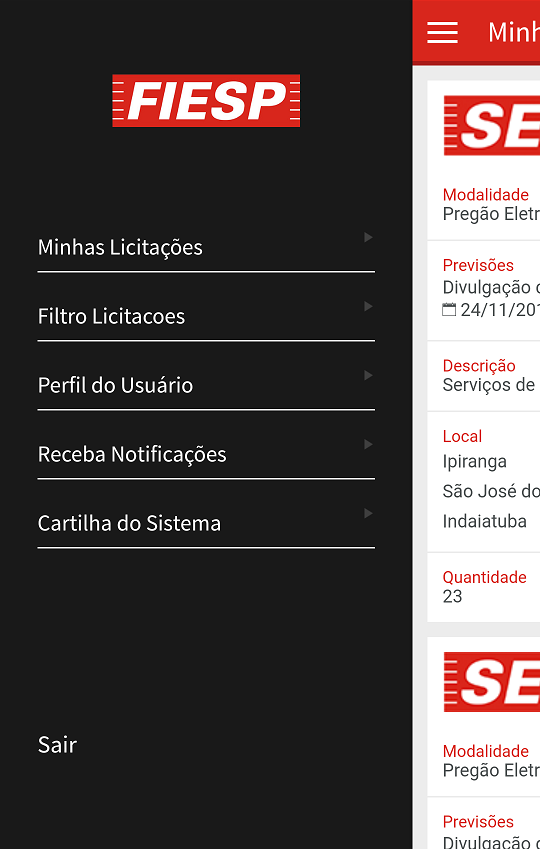 FIESP
Minhas Licitações
Filtro Licitacoes
Perfil do Usuário
Receba Notificações
Cartilha do Sistema
Sair
Minh
SE
Modalidade
Pregão Eletr
Previsões
Divulgação
24/11/201
Descrição
Serviços de
Local
Ipiranga
São José do
Indaiatuba
Quantidade
23
SE
Modalidade
Pregão Eletr
Previsões
Divulgação